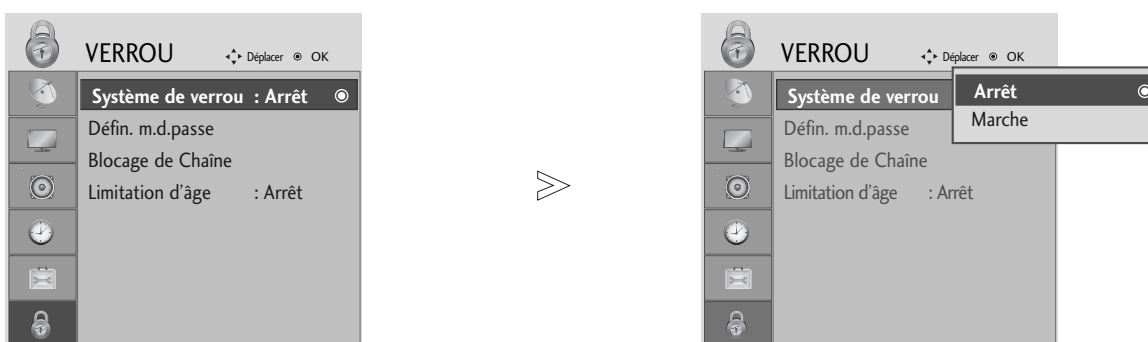 VERROU Déplacer OK
Système de verrou : Arrêt
Défin. m.d.passe
Blocage de Chaîne
Limitation d'âge : Arrêt
VERROU Déplacer OK
Système de verrou
Arrêt
Marche
Défin. m.d.passe
Blocage de Chaîne
Limitation d'âge : Arrêt